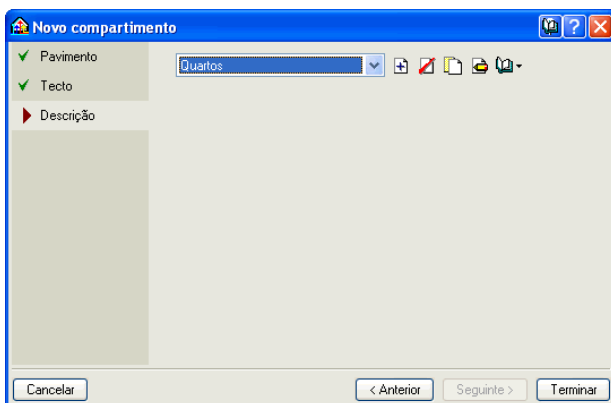 Novo compartimento
Pavimento
Tecto
Descrição
Quartos
Cancelar
< Anterior
Seguinte >
Terminar